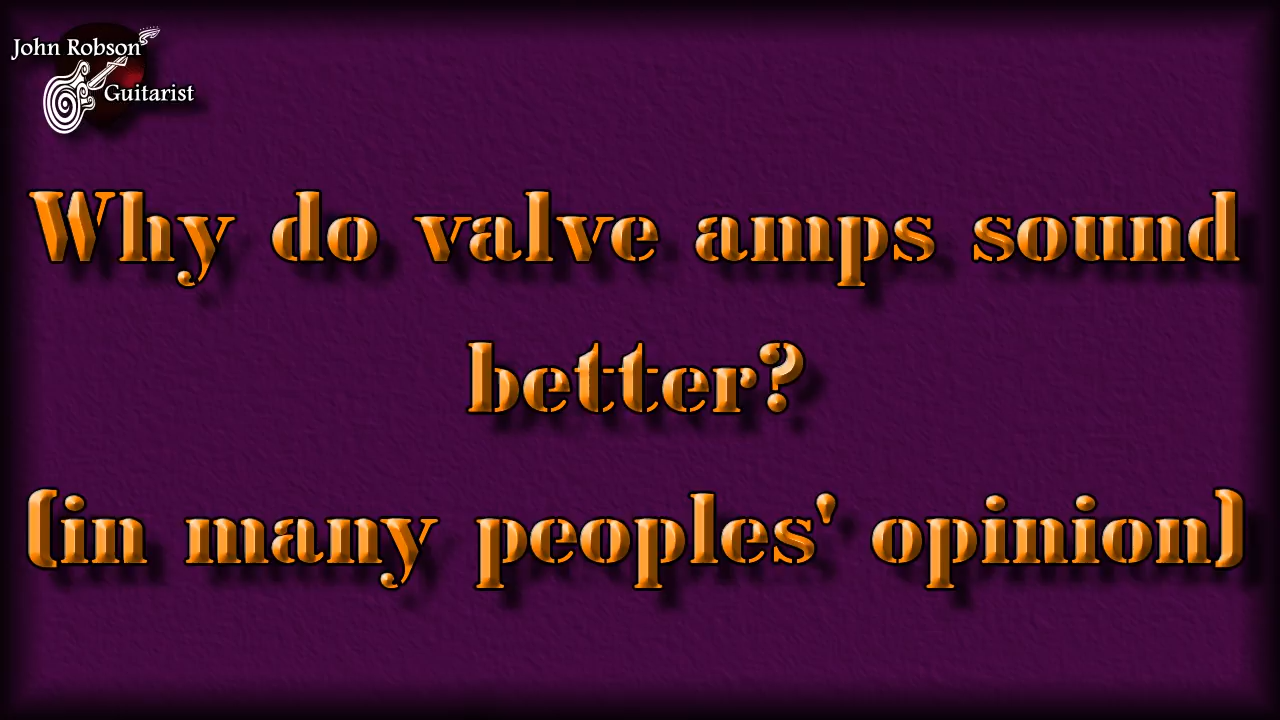 John Robson
Guitarist
Why do valve amps sound
better?
(in many peoples' opinion)